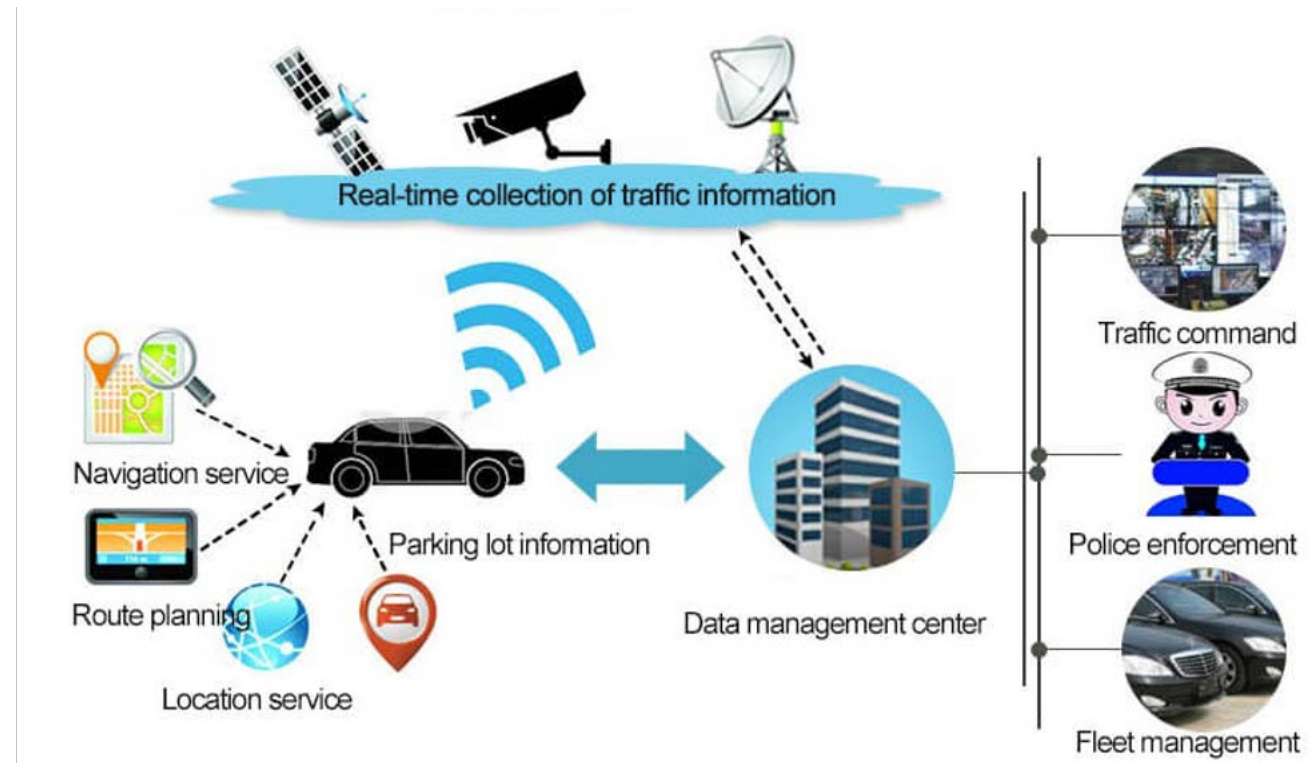 Real-time collection of traffic information
Traffic command
Navigation service
Parking lot information
Police enforcement
Route planning
Data management center
Location service
Fleet management